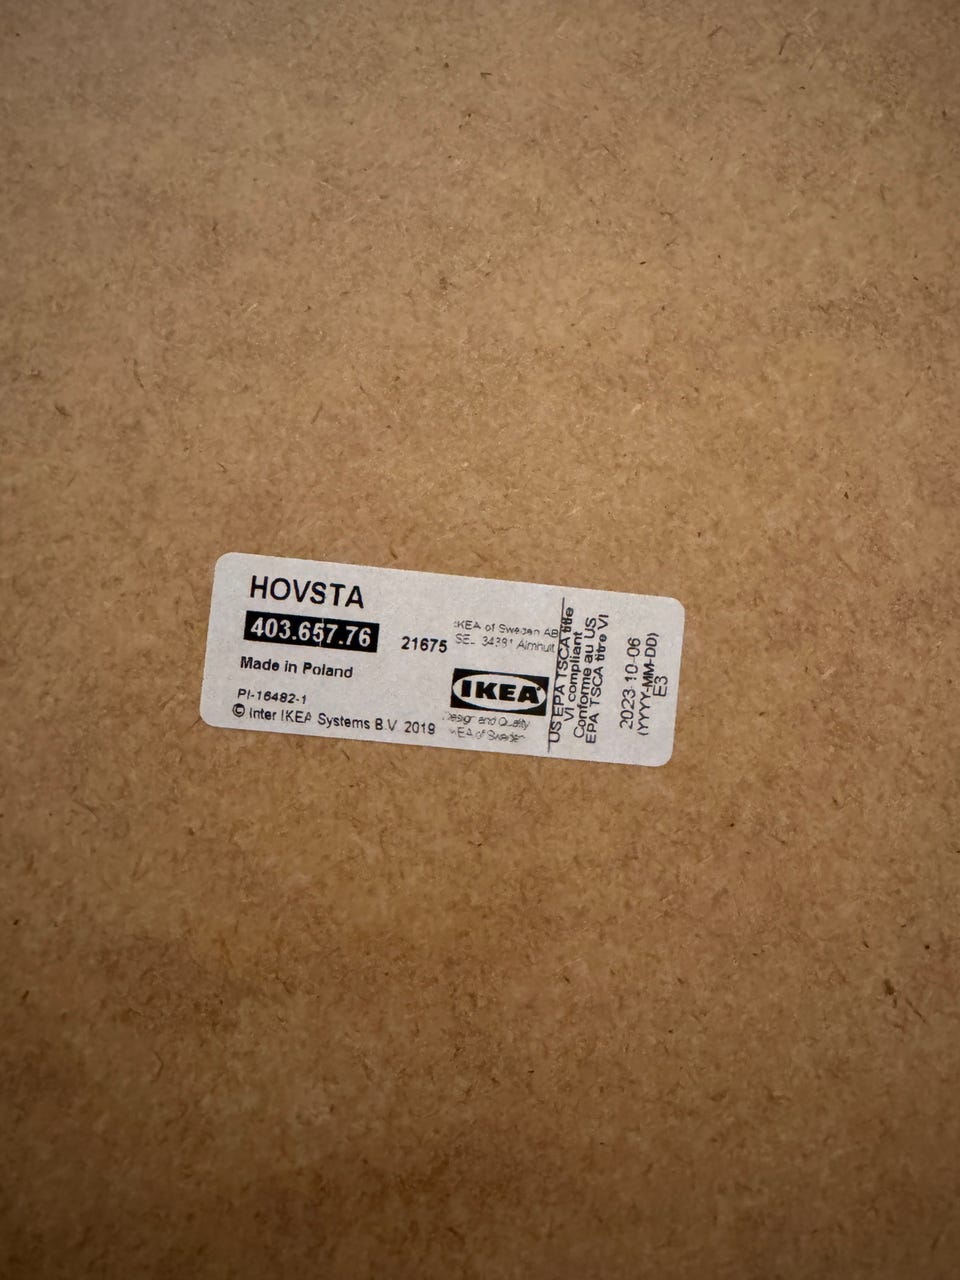 HOVSTA
403.657.76
Made in Poland
PI-16482-1
© Inter IKEA Systems B.V. 2019
21675
IKEA of Sweden AB
SE- 34381 Älmhult
IKEA®
Design and Quality
IKEA of Sweden
US EPA TSCA title
VI compliant
Conforme au US
EPA TSCA titre VI
2023-10-06
(YYYY-MM-DD)
E3